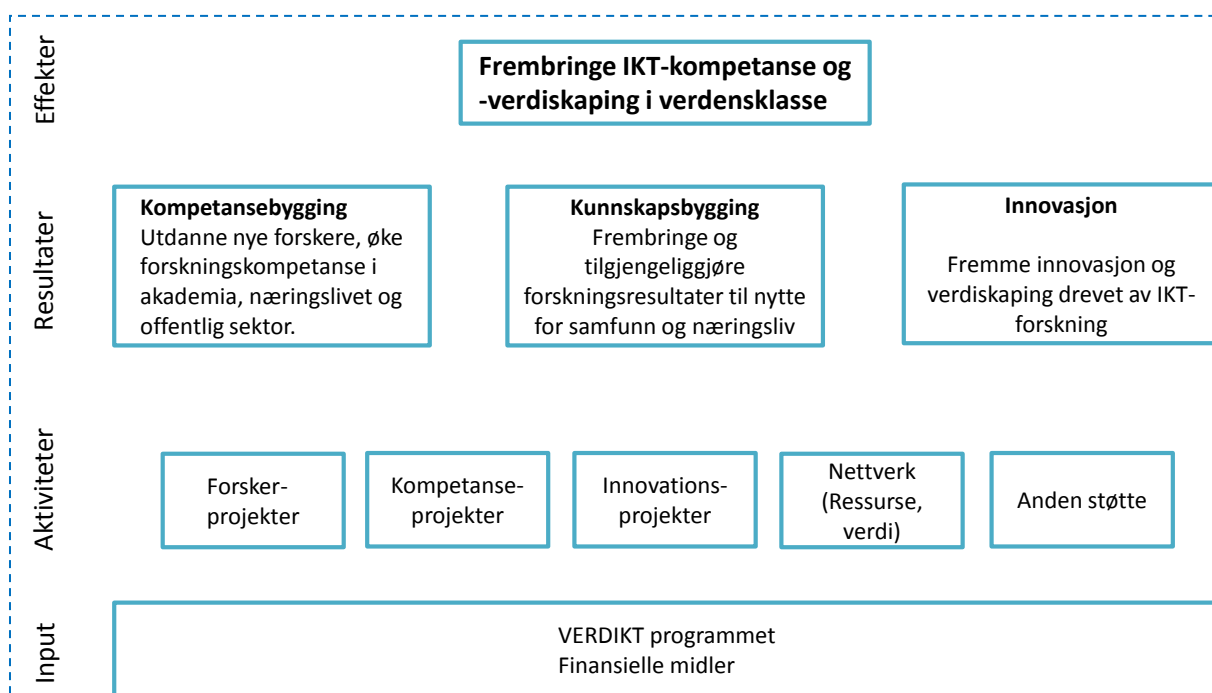 Effekter
Frembringe IKT-kompetanse og
-verdiskaping i verdensklasse
Resultater
Kompetansebygging
Utdanne nye forskere, øke
forskningskompetanse i
akademia, næringslivet og
offentlig sektor.
Kunnskapsbygging
Frembringe og
tilgjengeliggjøre
forskningsresultater til nytte
for samfunn og næringsliv
Innovasjon
Fremme innovasjon og
verdiskaping drevet av IKT-
forskning
Aktiviteter
Forsker-
projekter
Kompetanse-
projekter
Innovations-
projekter
Nettverk
(Ressurse,
verdi)
Anden støtte
Input
VERDIKT programmet
Finansielle midler